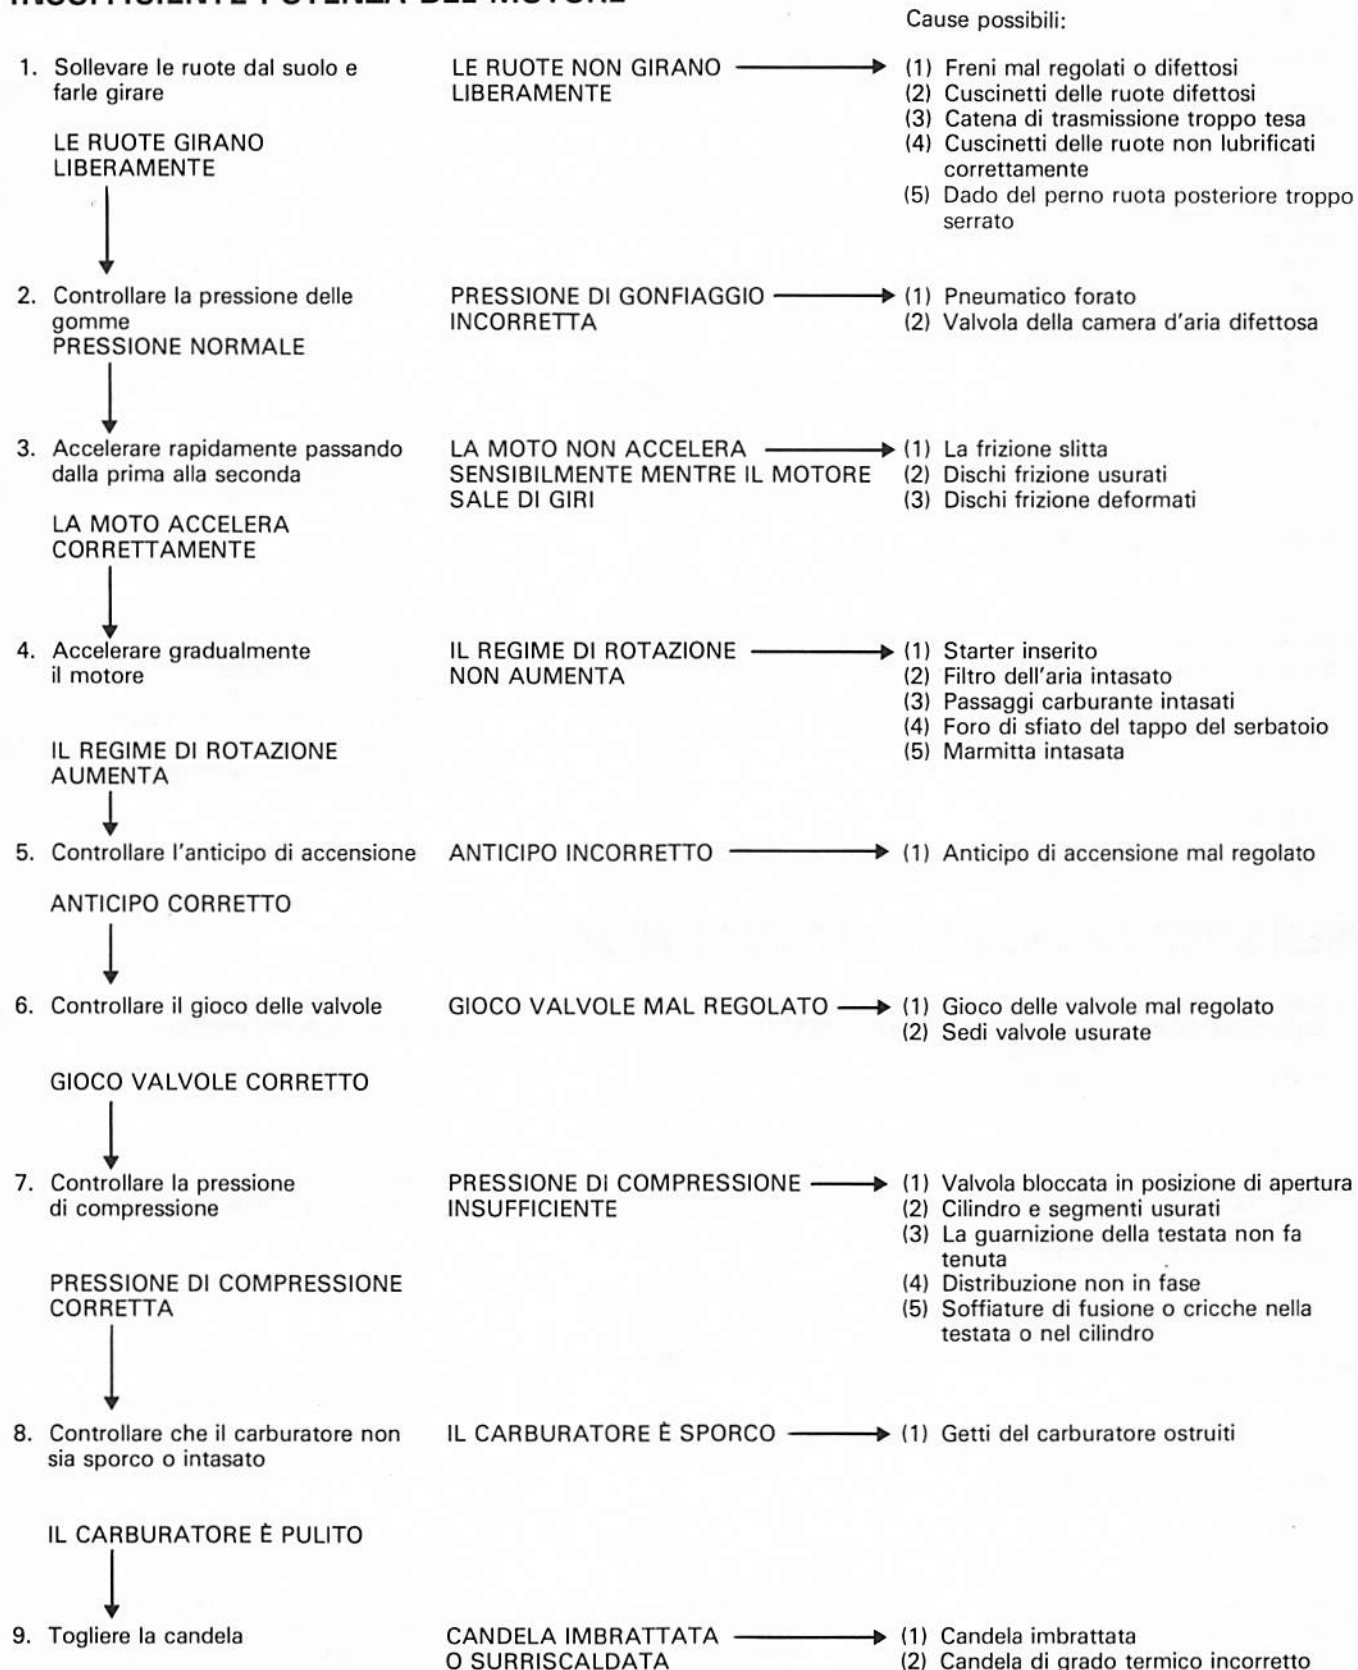 INSUFFICIENTE POTENZA DEL MOTORE
Cause possibili:
1. Sollevare le ruote dal suolo e
farle girare
LE RUOTE GIRANO
LIBERAMENTE
LE RUOTE NON GIRANO
LIBERAMENTE
(1) Freni mal regolati o difettosi
(2) Cuscinetti delle ruote difettosi
(3) Catena di trasmissione troppo tesa
(4) Cuscinetti delle ruote non lubrificati
correttamente
(5) Dado del perno ruota posteriore troppo
serrato
2. Controllare la pressione delle
gomme
PRESSIONE NORMALE
PRESSIONE DI GONFIAGGIO
INCORRETTA
(1) Pneumatico forato
(2) Valvola della camera d'aria difettosa
3. Accelerare rapidamente passando
dalla prima alla seconda
LA MOTO ACCELERA
CORRETTAMENTE
LA MOTO NON ACCELERA
SENSIBILMENTE MENTRE IL MOTORE
SALE DI GIRI
(1) La frizione slitta
(2) Dischi frizione usurati
(3) Dischi frizione deformati
4. Accelerare gradualmente
il motore
IL REGIME DI ROTAZIONE
AUMENTA
IL REGIME DI ROTAZIONE
NON AUMENTA
(1) Starter inserito
(2) Filtro dell'aria intasato
(3) Passaggi carburante intasati
(4) Foro di sfiato del tappo del serbatoio
(5) Marmitta intasata
5. Controllare l'anticipo di accensione
ANTICIPO CORRETTO
ANTICIPO INCORRETTO
(1) Anticipo di accensione mal regolato
6. Controllare il gioco delle valvole
GIOCO VALVOLE CORRETTO
GIOCO VALVOLE MAL REGOLATO
(1) Gioco delle valvole mal regolato
(2) Sedi valvole usurate
7. Controllare la pressione
di compressione
PRESSIONE DI COMPRESSIONE
CORRETTA
PRESSIONE DI COMPRESSIONE
INSUFFICIENTE
(1) Valvola bloccata in posizione di apertura
(2) Cilindro e segmenti usurati
(3) La guarnizione della testata non fa
tenuta
(4) Distribuzione non in fase
(5) Soffiature di fusione o cricche nella
testata o nel cilindro
8. Controllare che il carburatore non
sia sporco o intasato
IL CARBURATORE È PULITO
IL CARBURATORE È SPORCO
(1) Getti del carburatore ostruiti
9. Togliere la candela
CANDELA IMBRATTATA
O SURRISCALDATA
(1) Candela imbrattata
(2) Candela di grado termico incorretto